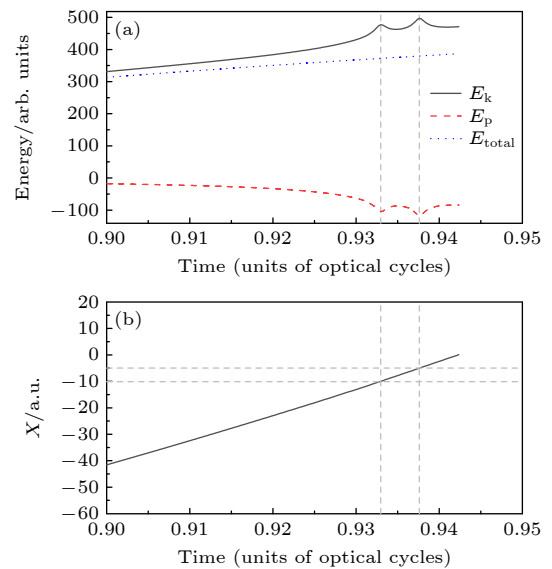 (a)
500
400
300
200
100
0
−100
Energy/arb. units
E_k
E_p
E_total
0.90 0.91 0.92 0.93 0.94 0.95
Time (units of optical cycles)
(b)
20
10
0
−10
−20
−30
−40
−50
−60
X/a.u.
0.90 0.91 0.92 0.93 0.94 0.95
Time (units of optical cycles)